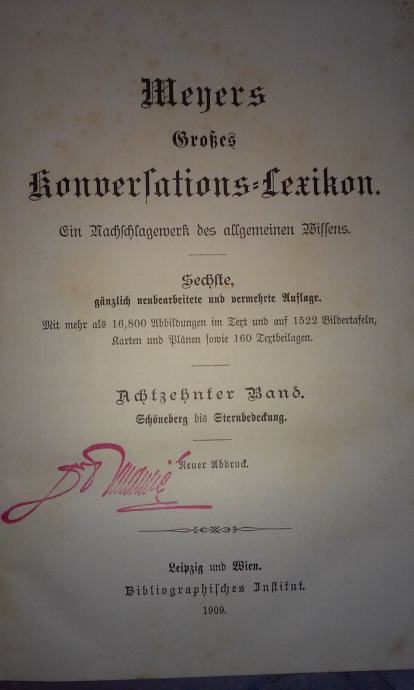 Meyers
Großes
Konversations-Lexikon.
Ein Nachschlagewerk des allgemeinen Wissens.
Sechste,
gänzlich neubearbeitete und vermehrte Auflage.
Mit mehr als 16,800 Abbildungen im Text und auf 1522 Bildertafeln,
Karten und Plänen sowie 160 Textbeilagen.
Achtzehnter Band.
Schöneberg bis Sternbedeckung.
Neuer Abdruck.
Leipzig und Wien.
Bibliographisches Institut.
1909.